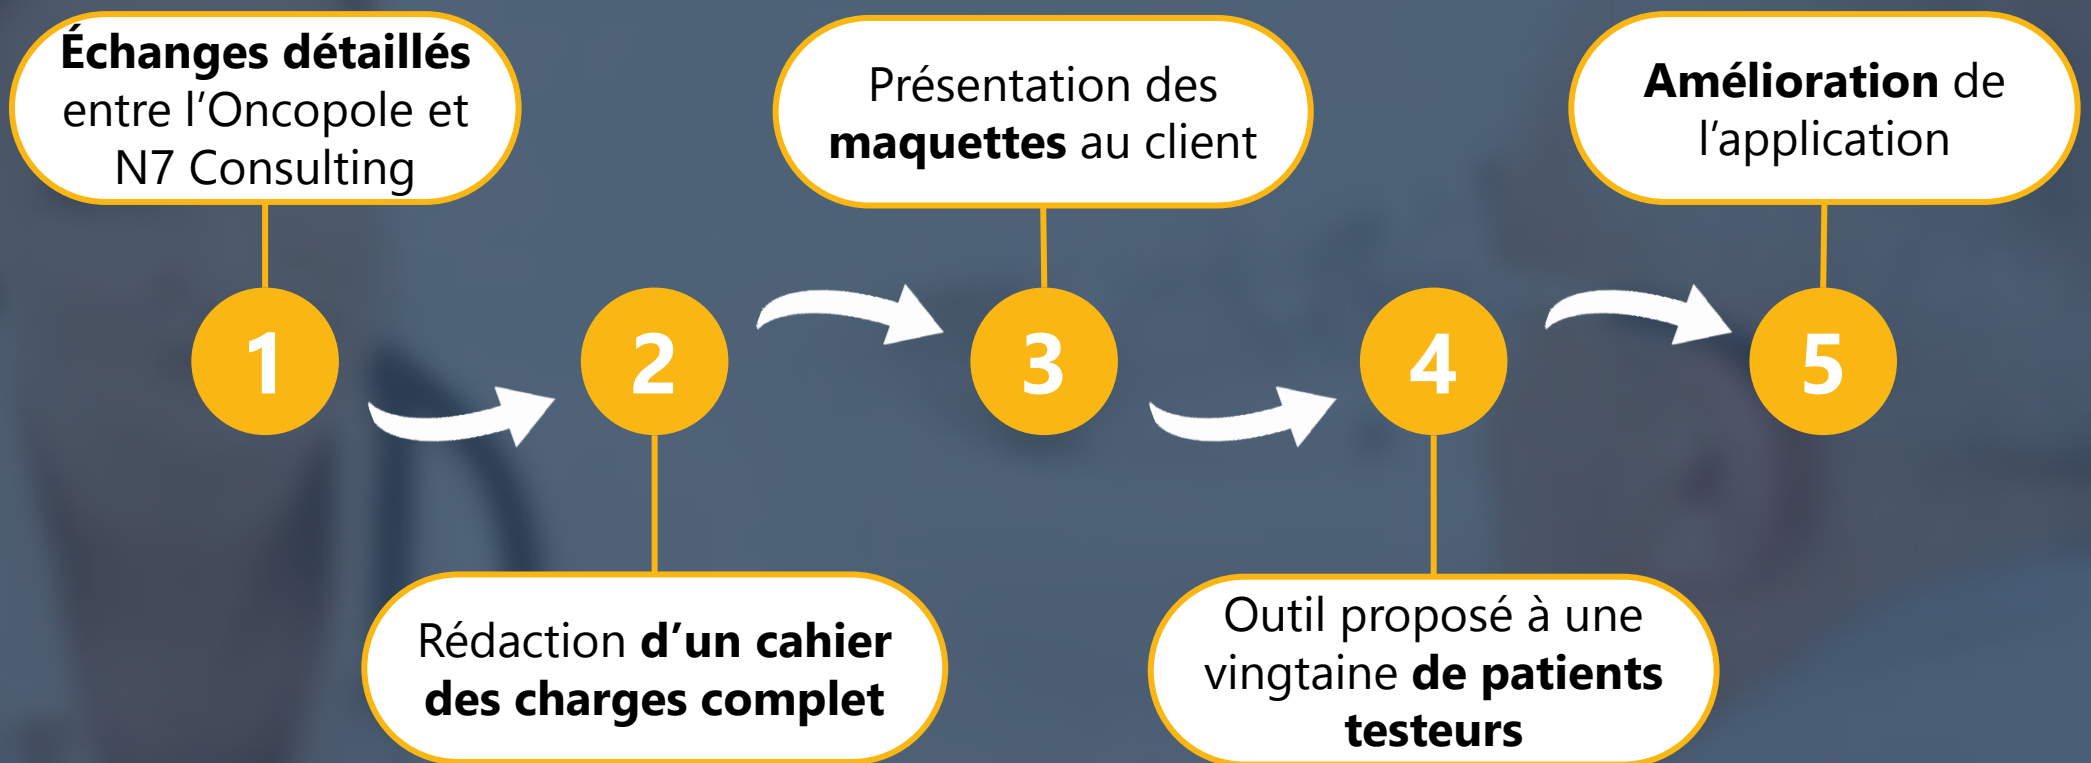 Échanges détaillés
entre l’Oncopole et
N7 Consulting
Présentation des
maquettes au client
Amélioration de
l’application
1
2
3
4
5
Rédaction d’un cahier
des charges complet
Outil proposé à une
vingtaine de patients
testeurs